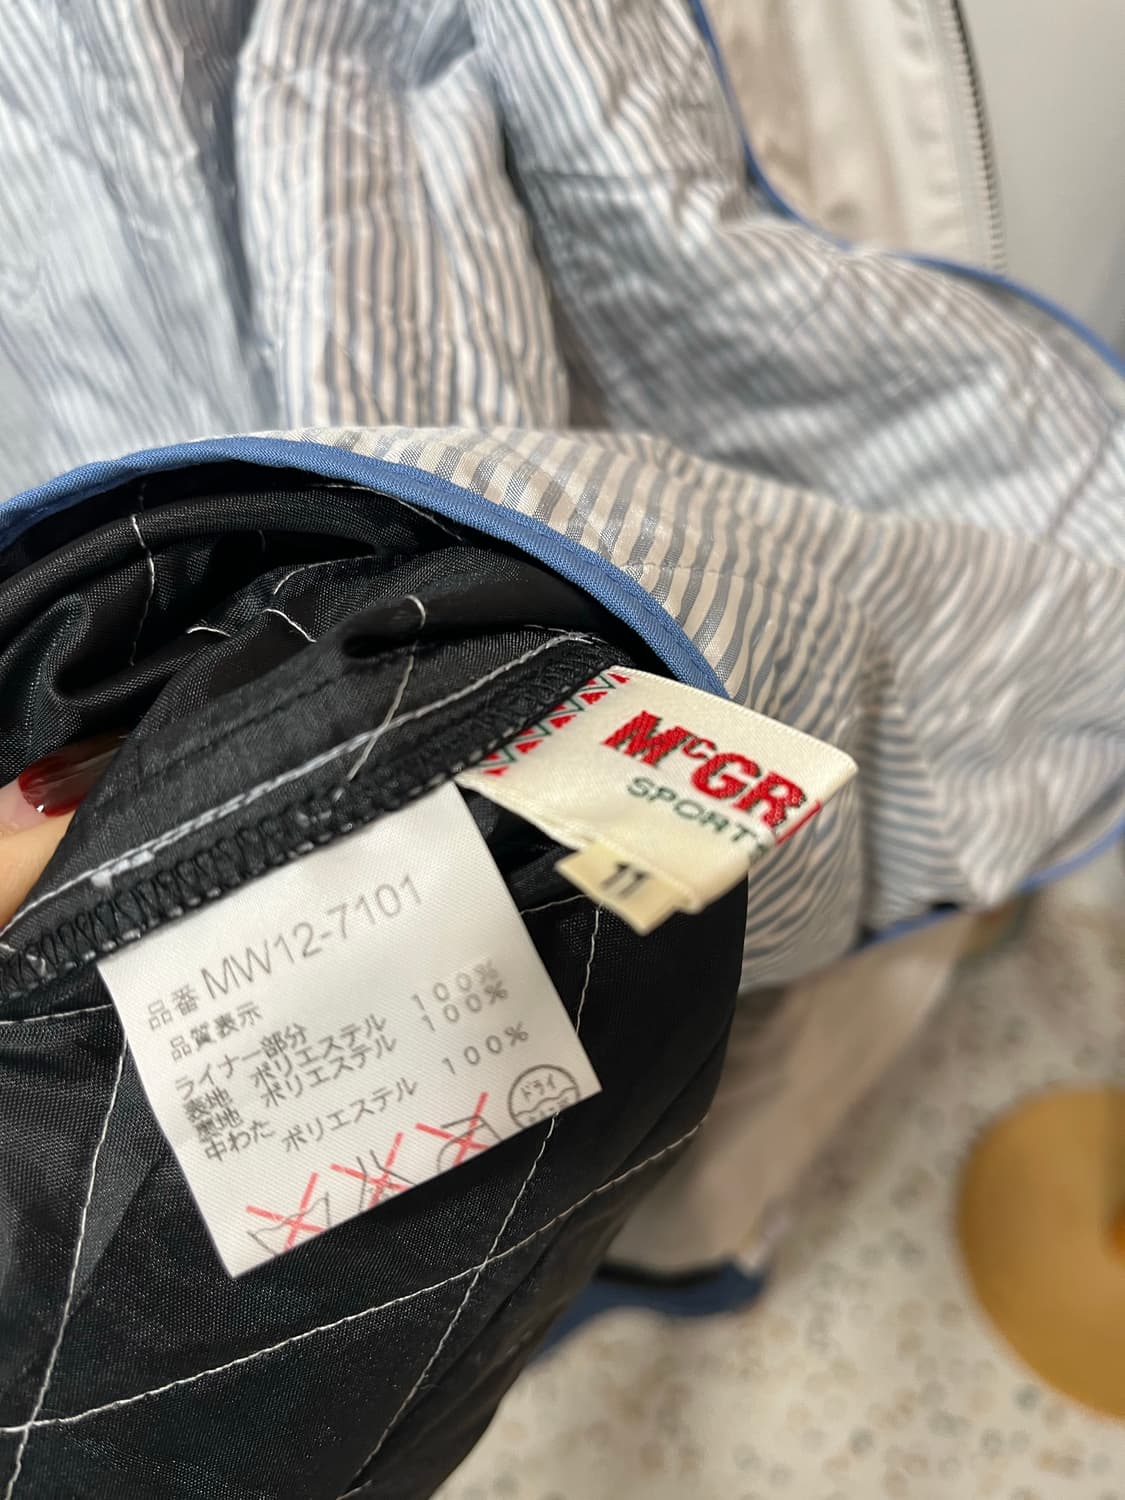 McGR
SPORTS
11
品番 MW12-7101
品質表示
ライナー部分
表地 ポリエステル 100%
裏地 ポリエステル 100%
中わた ポリエステル 100%
ドライ